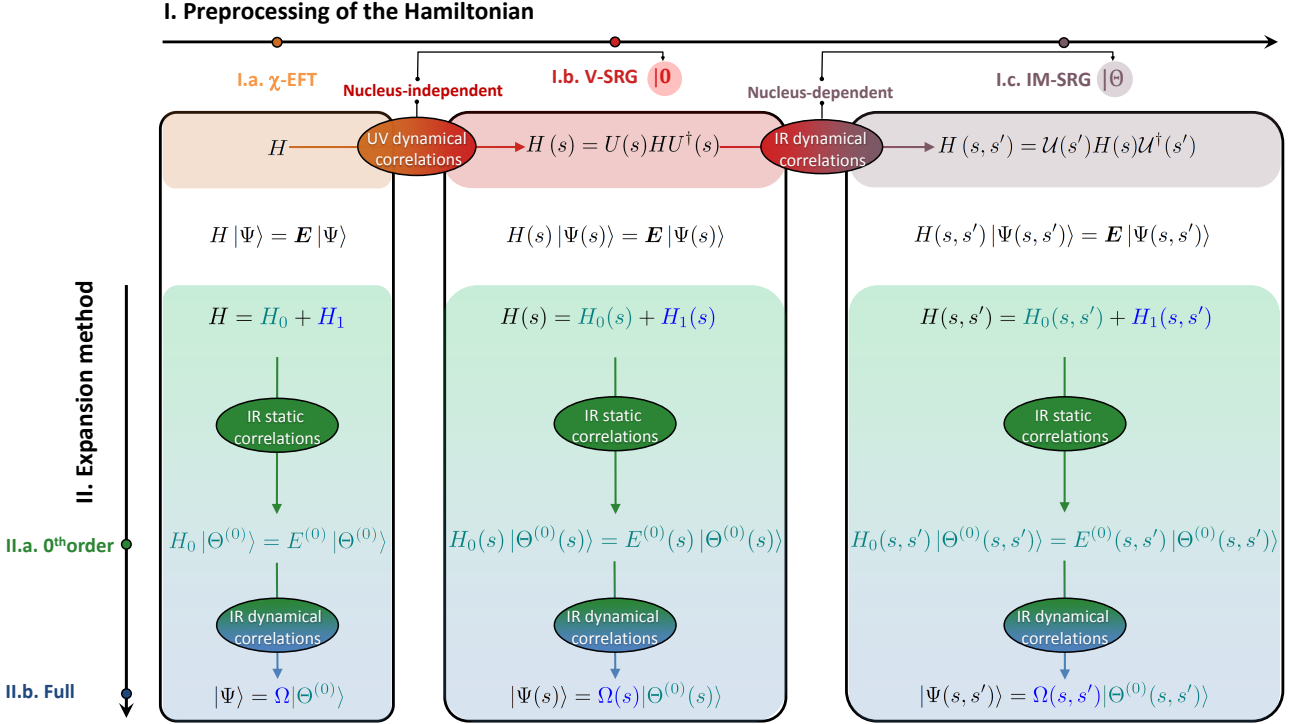 I. Preprocessing of the Hamiltonian
I.a. χ-EFT
I.b. V-SRG |0
I.c. IM-SRG |Θ
Nucleus-independent
Nucleus-dependent
H
UV dynamical
correlations
H(s) = U(s)HU†(s)
IR dynamical
correlations
H(s, s′) = 𝒰(s′)H(s)𝒰†(s′)
H |Ψ⟩ = E |Ψ⟩
H(s) |Ψ(s)⟩ = E |Ψ(s)⟩
H(s, s′) |Ψ(s, s′)⟩ = E |Ψ(s, s′)⟩
II. Expansion method
H = H₀ + H₁
H(s) = H₀(s) + H₁(s)
H(s, s′) = H₀(s, s′) + H₁(s, s′)
IR static
correlations
IR static
correlations
IR static
correlations
II.a. 0ᵗʰorder
H₀ |Θ⁽⁰⁾⟩ = E⁽⁰⁾ |Θ⁽⁰⁾⟩
H₀(s) |Θ⁽⁰⁾(s)⟩ = E⁽⁰⁾(s) |Θ⁽⁰⁾(s)⟩
H₀(s, s′) |Θ⁽⁰⁾(s, s′)⟩ = E⁽⁰⁾(s, s′) |Θ⁽⁰⁾(s, s′)⟩
IR dynamical
correlations
IR dynamical
correlations
IR dynamical
correlations
II.b. Full
|Ψ⟩ = Ω|Θ⁽⁰⁾⟩
|Ψ(s)⟩ = Ω(s)|Θ⁽⁰⁾(s)⟩
|Ψ(s, s′)⟩ = Ω(s, s′)|Θ⁽⁰⁾(s, s′)⟩